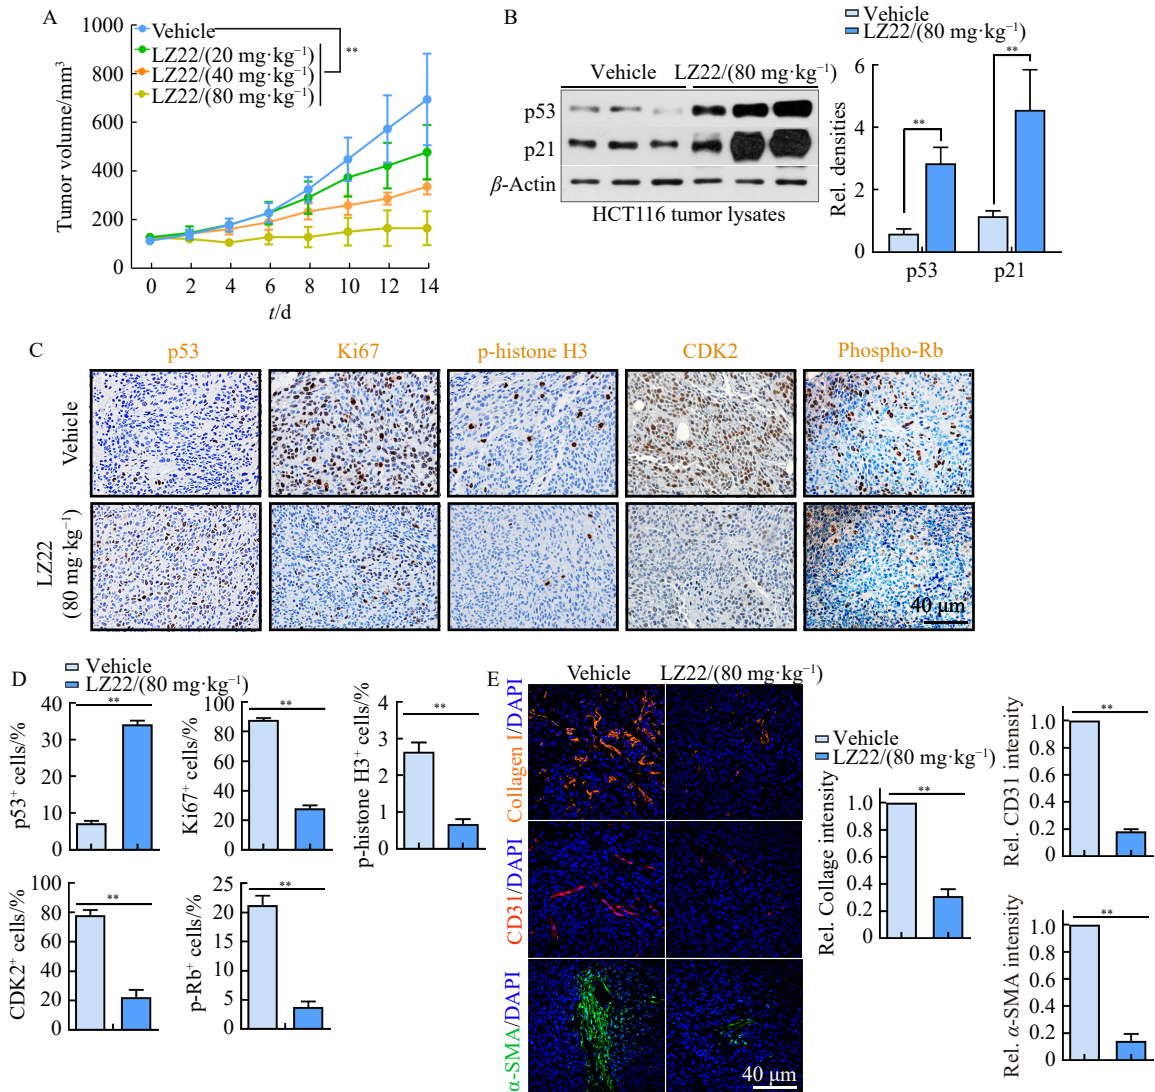 A
Tumor volume/mm³
1000
800
600
400
200
0
0 2 4 6 8 10 12 14
t/d
Vehicle
LZ22/(20 mg·kg⁻¹)
LZ22/(40 mg·kg⁻¹)
LZ22/(80 mg·kg⁻¹)
**
B
Vehicle LZ22/(80 mg·kg⁻¹)
p53
p21
β-Actin
HCT116 tumor lysates
Vehicle
LZ22/(80 mg·kg⁻¹)
Rel. densities
6
4
2
0
**
**
p53 p21
C
p53 Ki67 p-histone H3 CDK2 Phospho-Rb
Vehicle
LZ22
(80 mg·kg⁻¹)
40 μm
D
Vehicle
LZ22/(80 mg·kg⁻¹)
p53⁺ cells/%
40
30
20
10
0
**
Ki67⁺ cells/%
100
80
60
40
20
0
**
p-histone H3⁺ cells/%
4
3
2
1
0
**
CDK2⁺ cells/%
80
60
40
20
0
**
p-Rb⁺ cells/%
25
20
15
10
5
0
**
E
Vehicle LZ22/(80 mg·kg⁻¹)
Collagen I/DAPI
CD31/DAPI
α-SMA/DAPI
40 μm
Vehicle
LZ22/(80 mg·kg⁻¹)
Rel. Collage intensity
1.0
0.8
0.6
0.4
0.2
0
**
Rel. CD31 intensity
1.0
0.8
0.6
0.4
0.2
0
**
Rel. α-SMA intensity
1.0
0.8
0.6
0.4
0.2
0
**